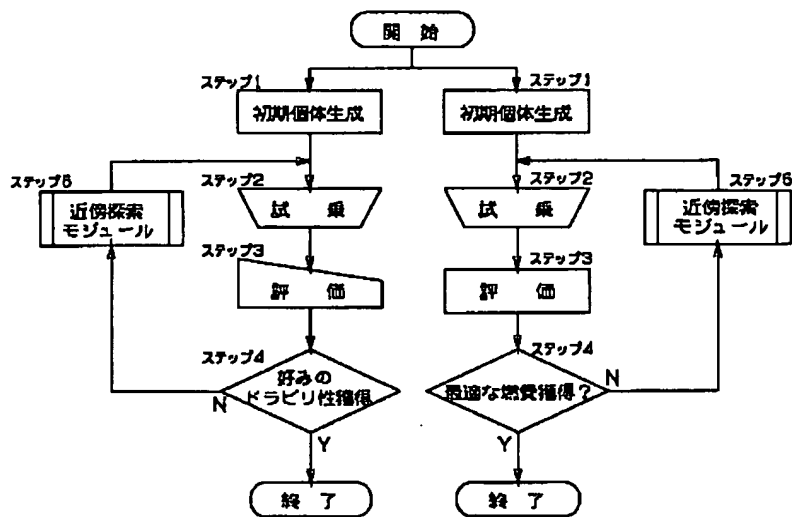 開 始
ステップ1
初期個体生成
ステップ1
初期個体生成
ステップ5
近傍探索
モジュール
ステップ2
試 乗
ステップ2
試 乗
ステップ5
近傍探索
モジュール
ステップ3
評 価
ステップ3
評 価
ステップ4
好みの
ドラビリ性獲得
N
Y
ステップ4
最適な燃費獲得?
N
Y
終 了
終 了